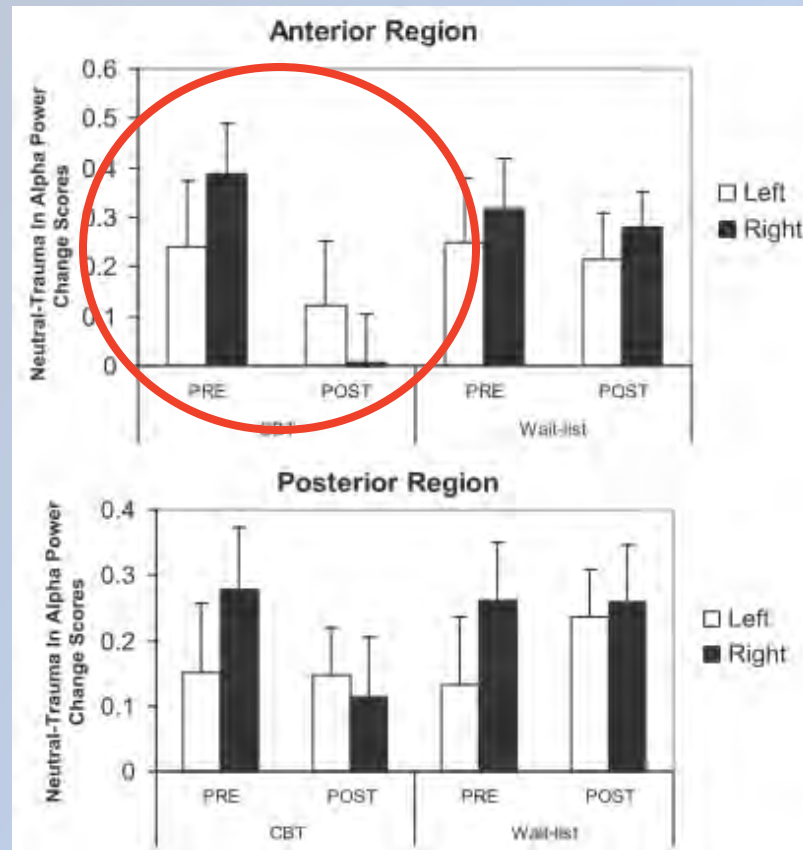 Anterior Region
Neutral-Trauma In Alpha Power
Change Scores
0.6
0.5
0.4
0.3
0.2
0.1
0
PRE
POST
PRE
POST
CBT
Wait-list
Left
Right
Posterior Region
Neutral-Trauma In Alpha Power
Change Scores
0.4
0.3
0.2
0.1
0
PRE
POST
PRE
POST
CBT
Wait-list
Left
Right